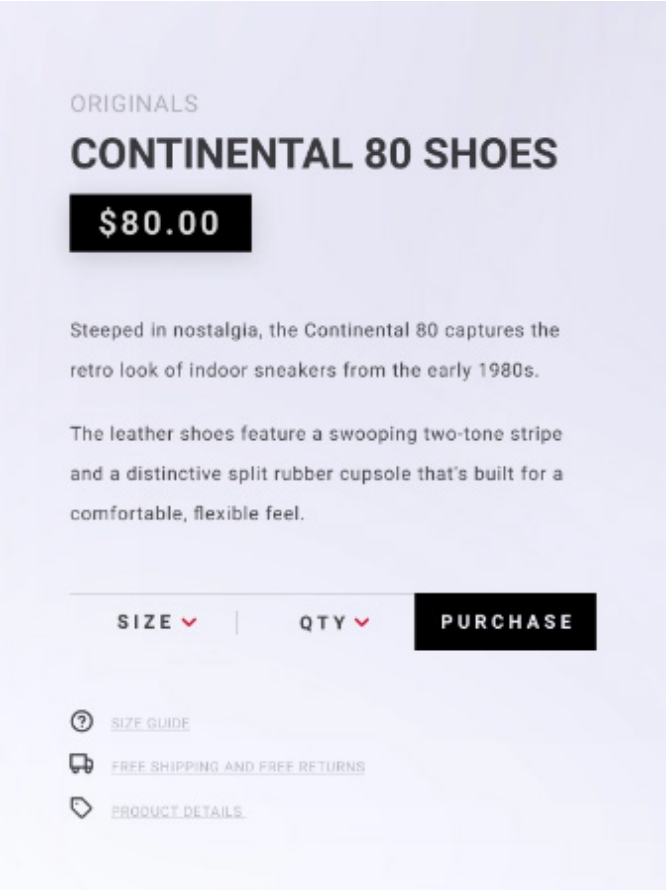 ORIGINALS
CONTINENTAL 80 SHOES
$80.00
Steeped in nostalgia, the Continental 80 captures the
retro look of indoor sneakers from the early 1980s.
The leather shoes feature a swooping two-tone stripe
and a distinctive split rubber cupsole that's built for a
comfortable, flexible feel.
SIZE QTY PURCHASE
SIZE GUIDE
FREE SHIPPING AND FREE RETURNS
PRODUCT DETAILS